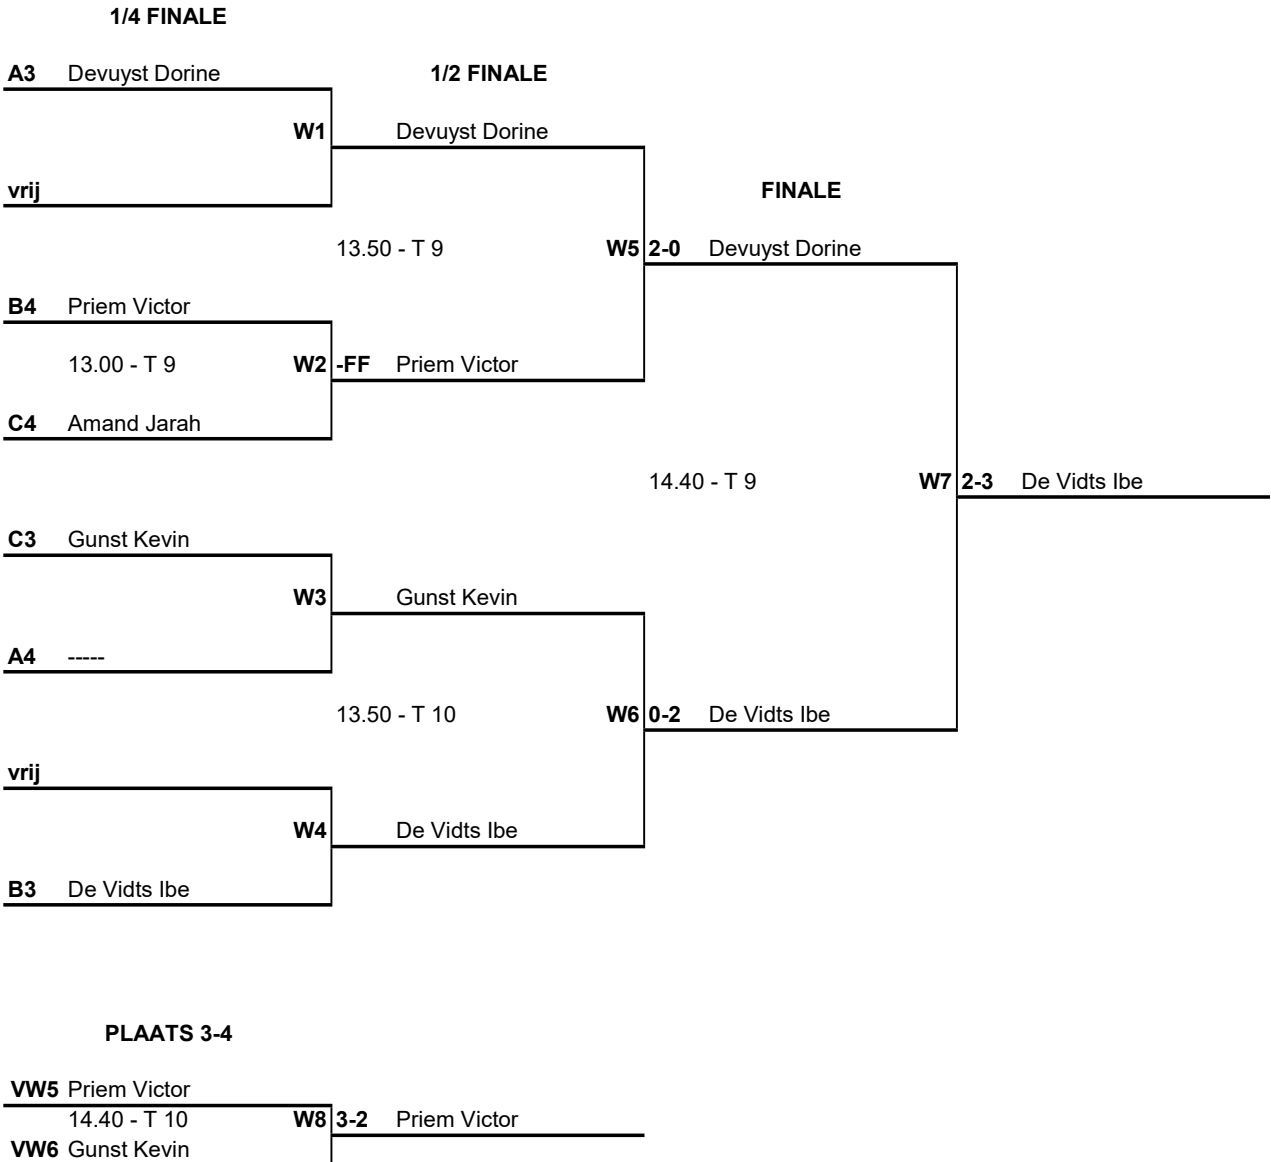 1/4 FINALE
A3 Devuyst Dorine
1/2 FINALE
W1 Devuyst Dorine
vrij
FINALE
13.50 - T 9 W5 2-0 Devuyst Dorine
B4 Priem Victor
13.00 - T 9 W2 -FF Priem Victor
C4 Amand Jarah
14.40 - T 9 W7 2-3 De Vidts Ibe
C3 Gunst Kevin
W3 Gunst Kevin
A4 -----
13.50 - T 10 W6 0-2 De Vidts Ibe
vrij
W4 De Vidts Ibe
B3 De Vidts Ibe
PLAATS 3-4
VW5 Priem Victor
14.40 - T 10 W8 3-2 Priem Victor
VW6 Gunst Kevin